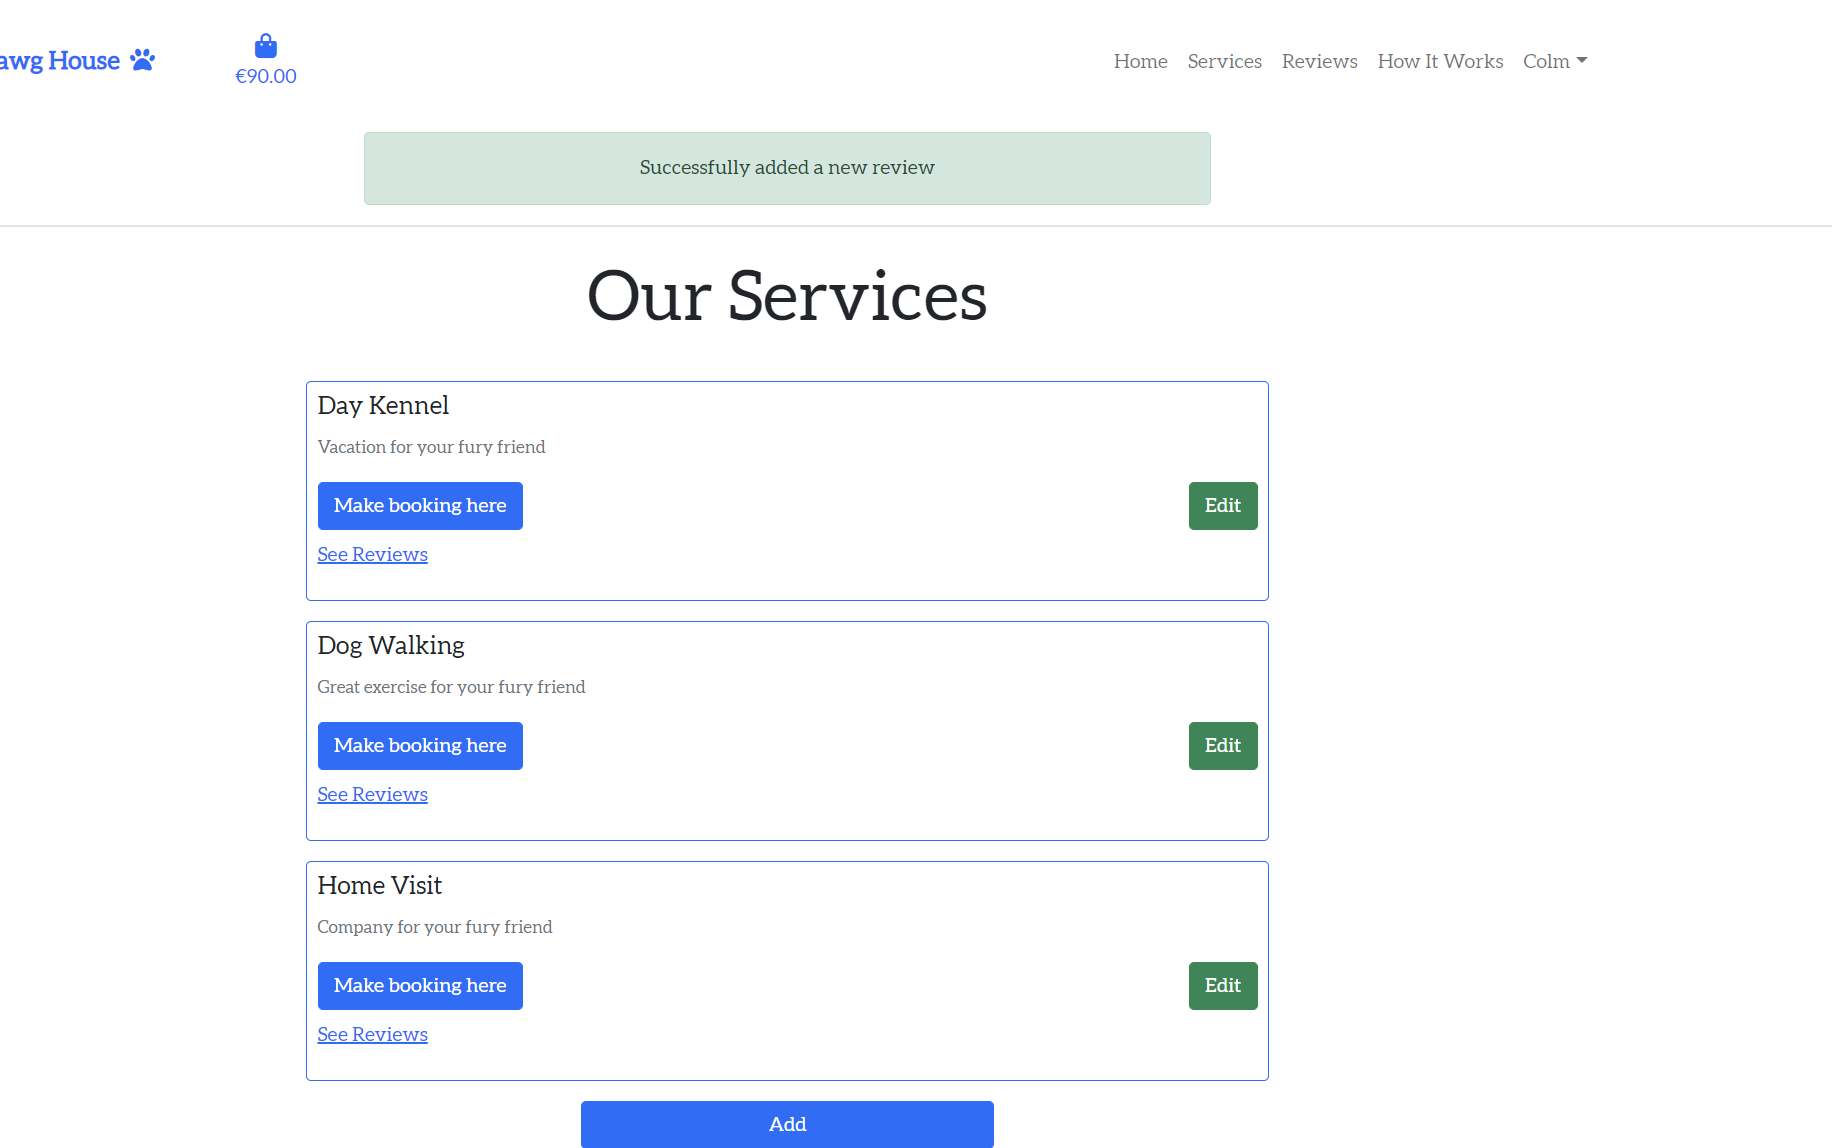 House
€90.00
Home Services Reviews How It Works Colm
Successfully added a new review
Our Services
Day Kennel
Vacation for your fury friend
Make booking here
Edit
See Reviews
Dog Walking
Great exercise for your fury friend
Make booking here
Edit
See Reviews
Home Visit
Company for your fury friend
Make booking here
Edit
See Reviews
Add